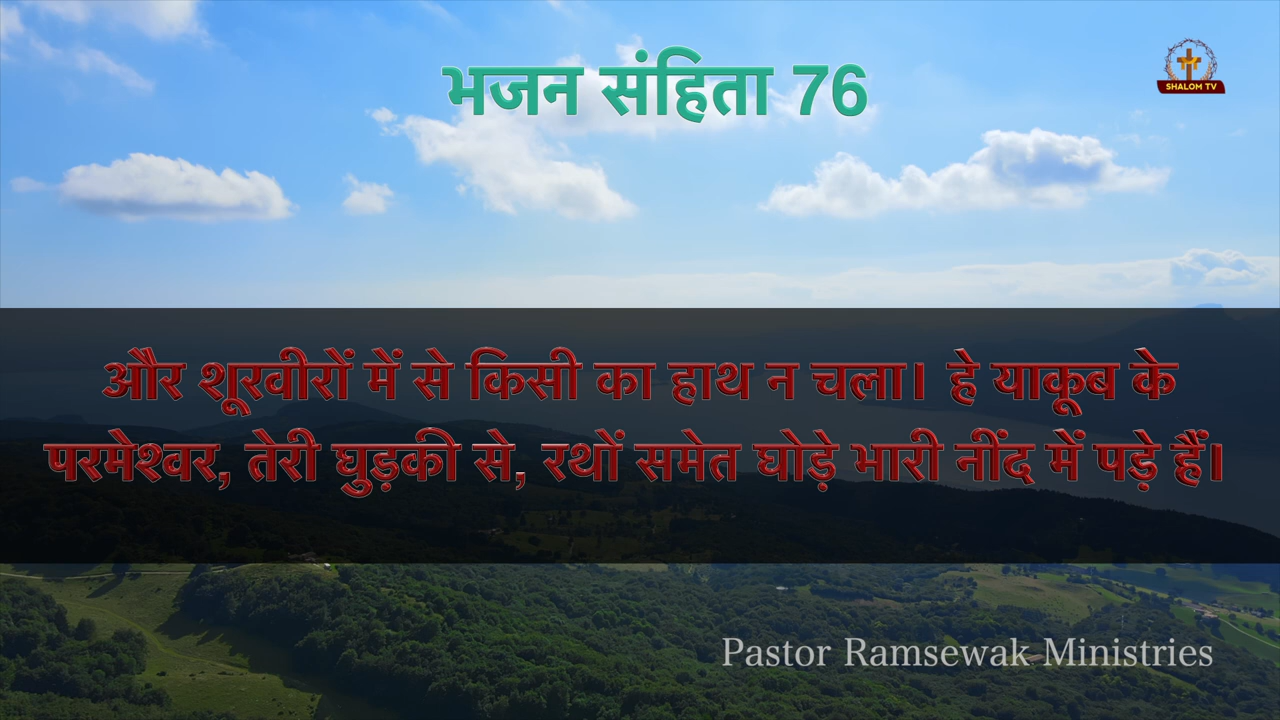 भजन संहिता 76
SHALOM TV
और शूरवीरों में से किसी का हाथ न चला। हे याकूब के
परमेश्वर, तेरी घुड़की से, रथों समेत घोड़े भारी नींद में पड़े हैं।
Pastor Ramsewak Ministries